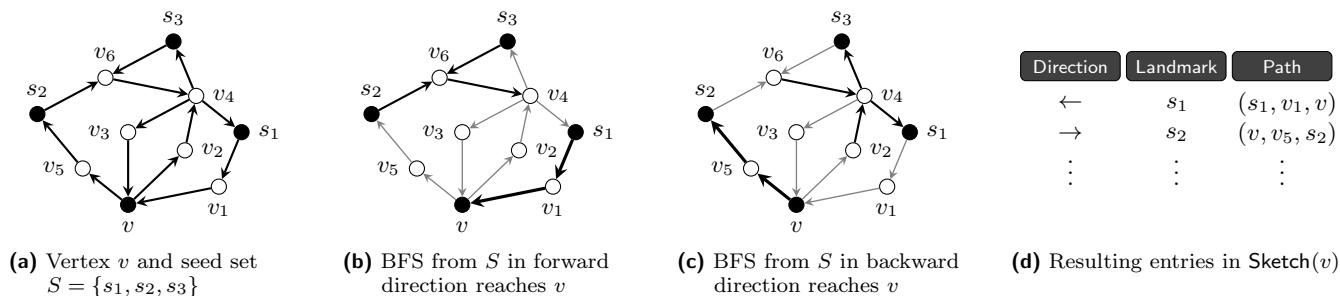 s₃
v₆
s₂
v₄
v₃
s₁
v₂
v₅
v₁
v
(a) Vertex v and seed set
S = {s₁, s₂, s₃}
s₃
v₆
s₂
v₄
v₃
s₁
v₂
v₅
v₁
v
(b) BFS from S in forward
direction reaches v
s₃
v₆
s₂
v₄
v₃
s₁
v₂
v₅
v₁
v
(c) BFS from S in backward
direction reaches v
Direction Landmark Path
← s₁ (s₁, v₁, v)
→ s₂ (v, v₅, s₂)
⋮ ⋮ ⋮
(d) Resulting entries in Sketch(v)